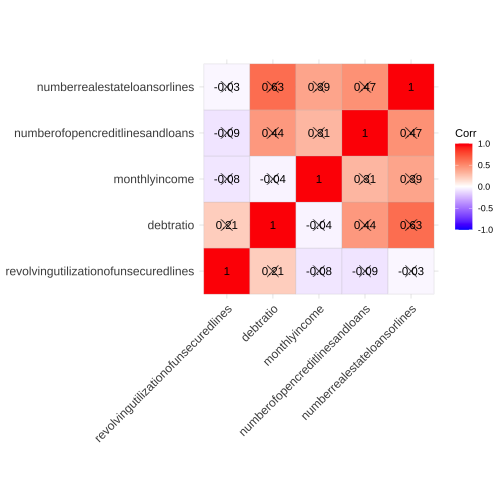 numberrealestateloansorlines -0.03 0.63 0.39 0.47 1
numberofopencreditlinesandloans -0.09 0.44 0.31 1 0.47
monthlyincome -0.08 -0.04 1 0.31 0.39
debtratio 0.21 1 -0.04 0.44 0.63
revolvingutilizationofunsecuredlines 1 0.21 -0.08 -0.09 -0.03
revolvingutilizationofunsecuredlines
debtratio
monthlyincome
numberofopencreditlinesandloans
numberrealestateloansorlines
Corr
1.0
0.5
0.0
-0.5
-1.0